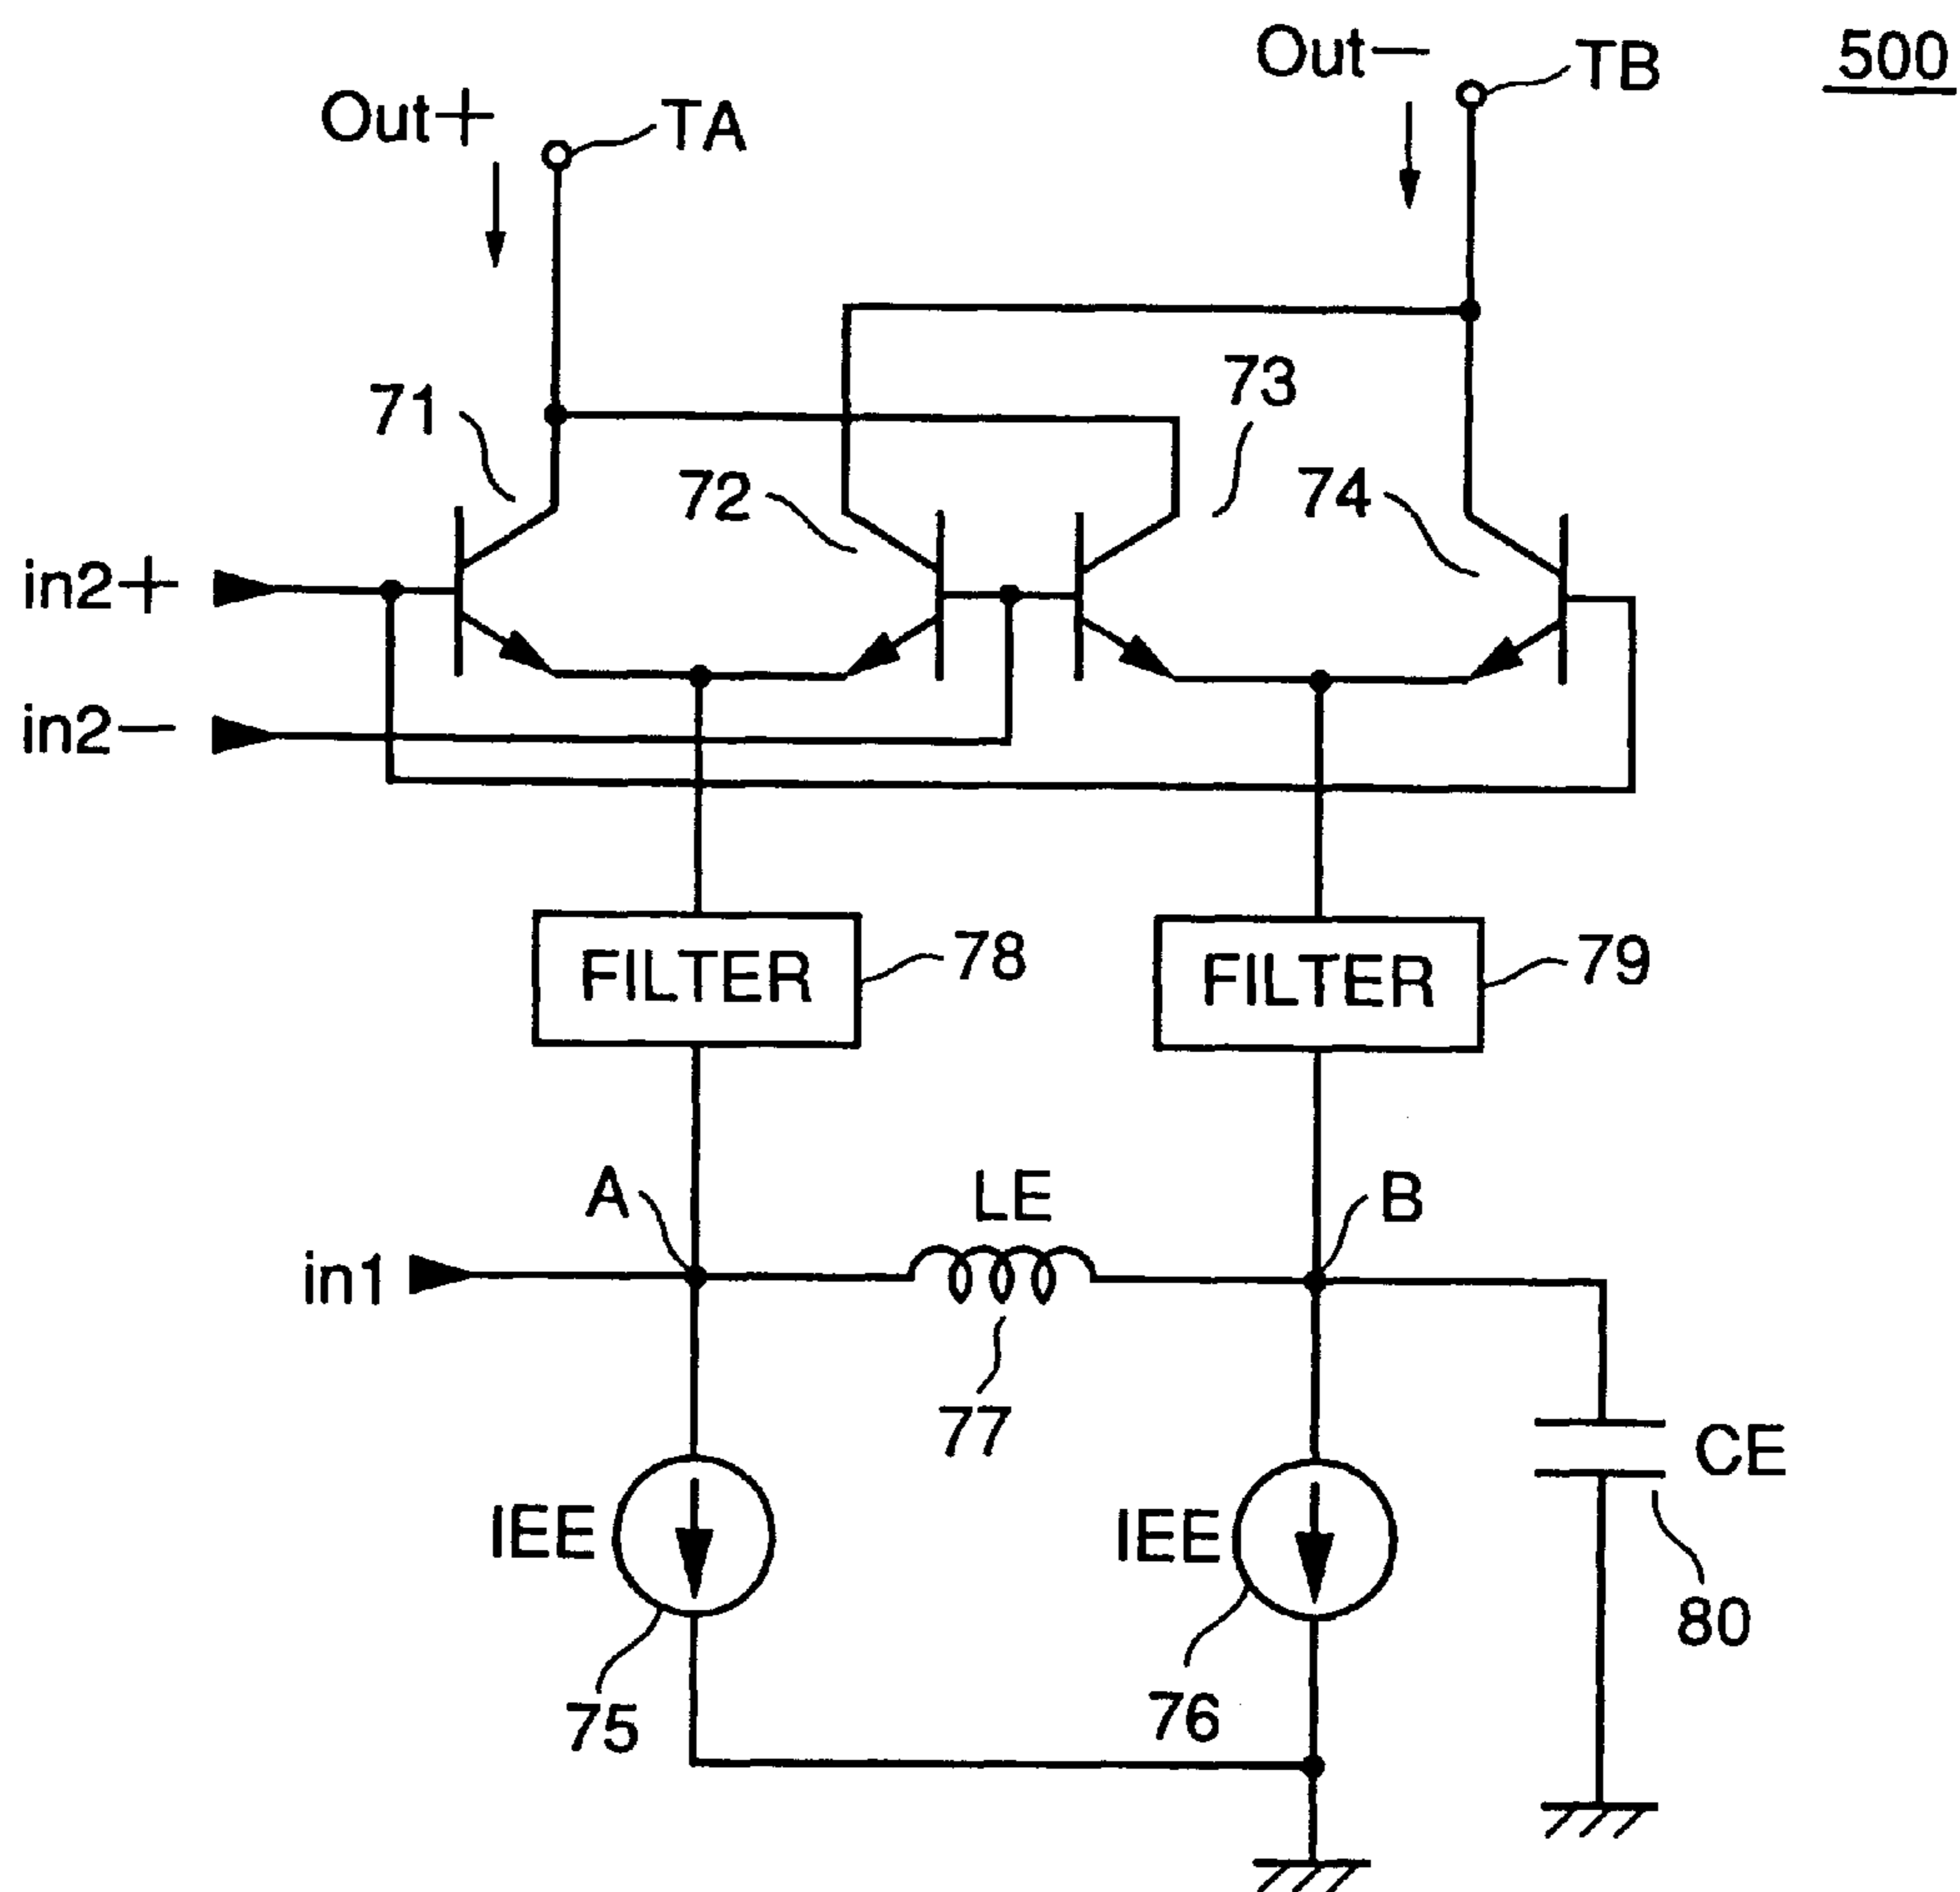 Out— TB 500
Out+ TA
71 73
72 74
in2+
in2—
FILTER 78 FILTER 79
A LE B
in1
77
CE
IEE IEE
80
75 76